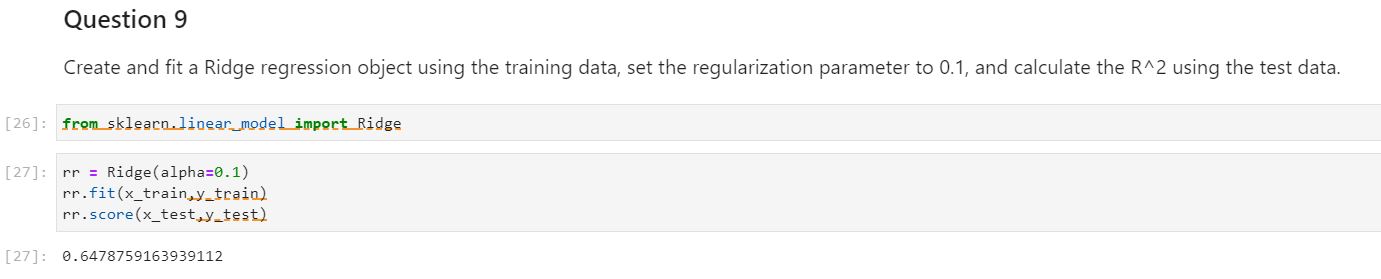 Question 9
Create and fit a Ridge regression object using the training data, set the regularization parameter to 0.1, and calculate the R^2 using the test data.
[26]: from sklearn.linear_model import Ridge
[27]: rr = Ridge(alpha=0.1)
rr.fit(x_train,y_train)
rr.score(x_test,y_test)
[27]: 0.6478759163939112